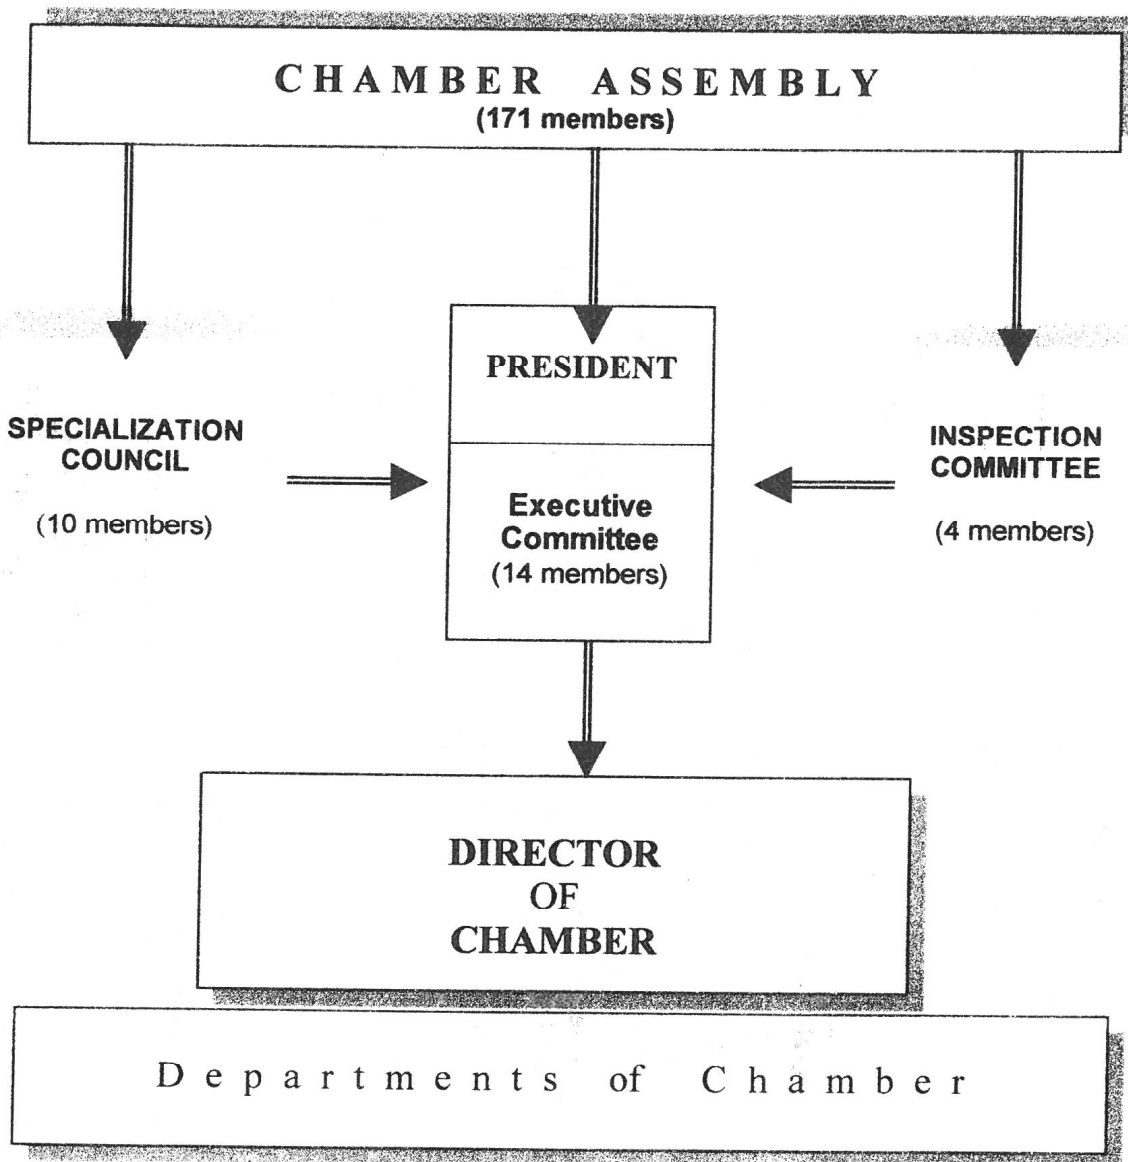 CHAMBER ASSEMBLY
(171 members)
PRESIDENT
SPECIALIZATION
COUNCIL
(10 members)
Executive
Committee
(14 members)
INSPECTION
COMMITTEE
(4 members)
DIRECTOR
OF
CHAMBER
Departments of Chamber